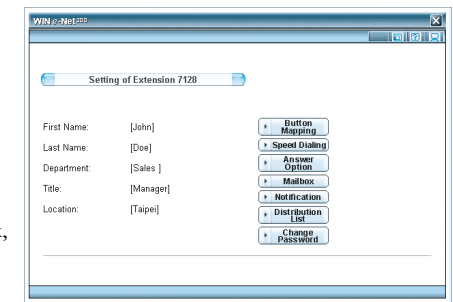 WIN e-Net200
Setting of Extension 7128
First Name: [John]
Last Name: [Doe]
Department: [Sales ]
Title: [Manager]
Location: [Taipei]
Button
Mapping
Speed Dialing
Answer
Option
Mailbox
Notification
Distribution
List
Change
Password